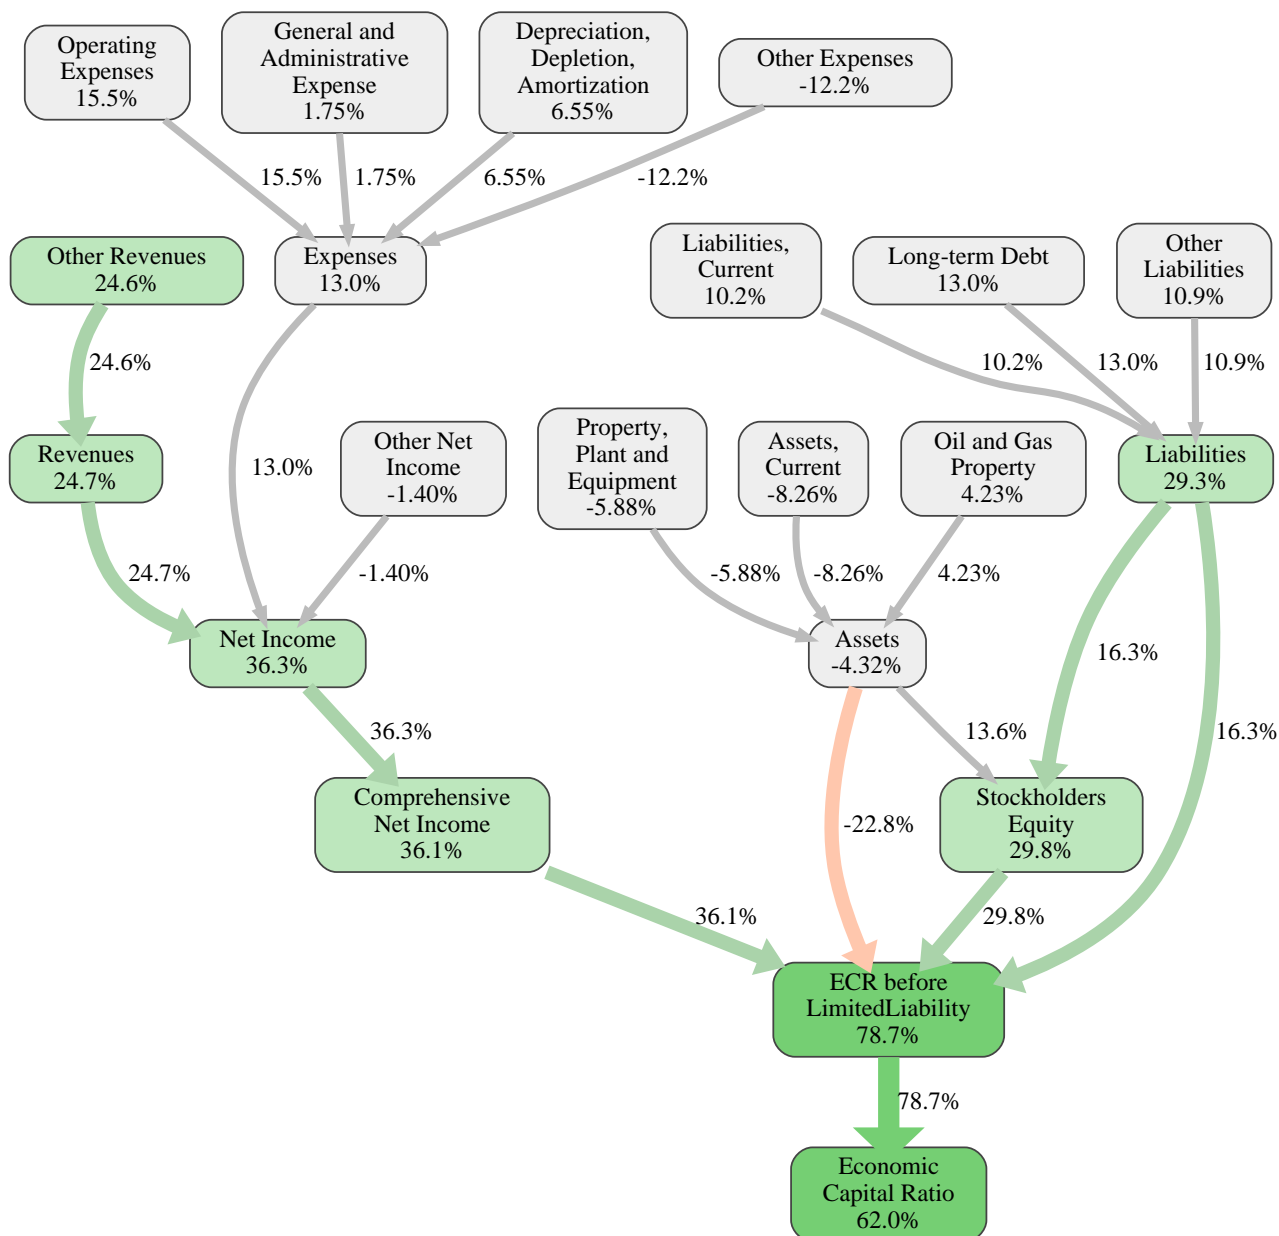 Operating
Expenses
15.5%
General and
Administrative
Expense
1.75%
Depreciation,
Depletion,
Amortization
6.55%
Other Expenses
-12.2%
15.5%
1.75%
6.55%
-12.2%
Other Revenues
24.6%
Expenses
13.0%
Liabilities,
Current
10.2%
Long-term Debt
13.0%
Other
Liabilities
10.9%
24.6%
10.2%
13.0%
10.9%
Revenues
24.7%
13.0%
Other Net
Income
-1.40%
Property,
Plant and
Equipment
-5.88%
Assets,
Current
-8.26%
Oil and Gas
Property
4.23%
Liabilities
29.3%
24.7%
-1.40%
-5.88%
-8.26%
4.23%
Net Income
36.3%
Assets
-4.32%
16.3%
36.3%
13.6%
16.3%
Comprehensive
Net Income
36.1%
-22.8%
Stockholders
Equity
29.8%
36.1%
29.8%
ECR before
LimitedLiability
78.7%
78.7%
Economic
Capital Ratio
62.0%